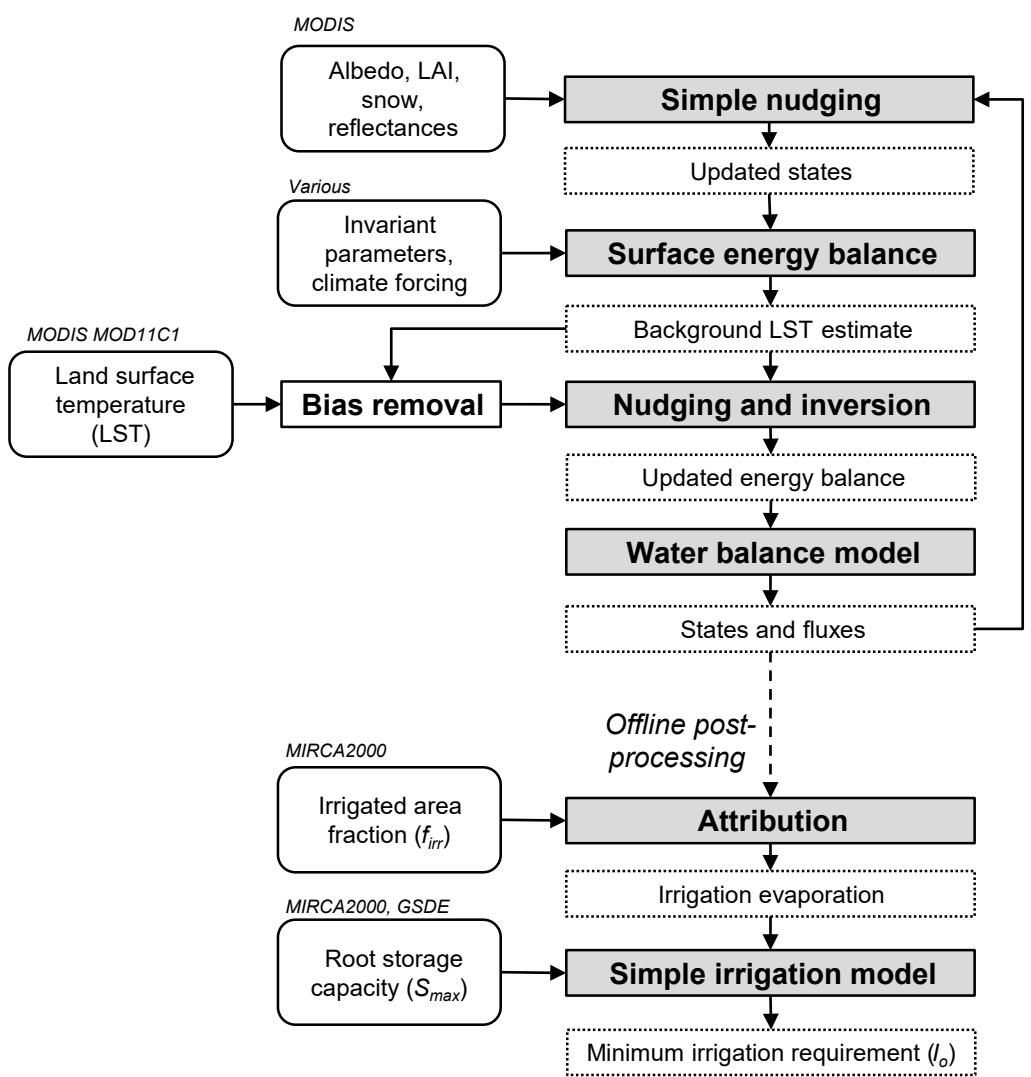 MODIS
Albedo, LAI,
snow,
reflectances
Simple nudging
Updated states
Various
Invariant
parameters,
climate forcing
Surface energy balance
Background LST estimate
MODIS MOD11C1
Land surface
temperature
(LST)
Bias removal
Nudging and inversion
Updated energy balance
Water balance model
States and fluxes
Offline post-
processing
MIRCA2000
Irrigated area
fraction (firr)
Attribution
Irrigation evaporation
MIRCA2000, GSDE
Root storage
capacity (Smax)
Simple irrigation model
Minimum irrigation requirement (Io)